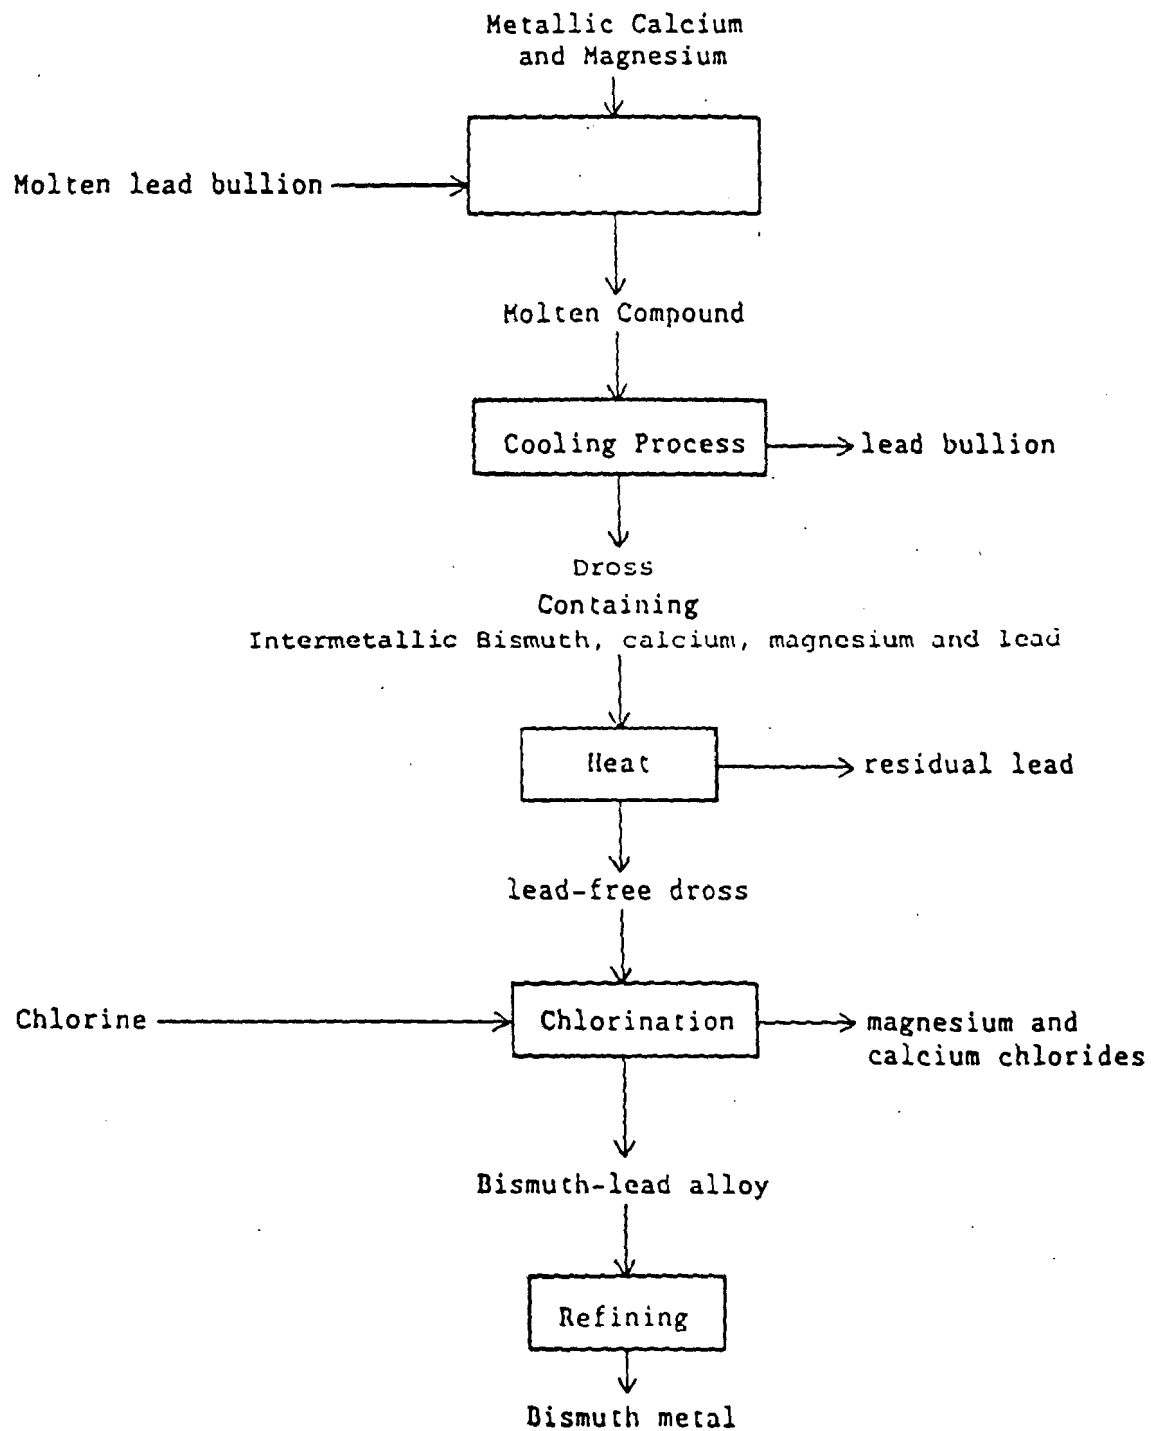 Metallic Calcium
and Magnesium
Molten lead bullion
Molten Compound
Cooling Process
lead bullion
Dross
Containing
Intermetallic Bismuth, calcium, magnesium and lead
Heat
residual lead
lead-free dross
Chlorine
Chlorination
magnesium and
calcium chlorides
Bismuth-lead alloy
Refining
Bismuth metal